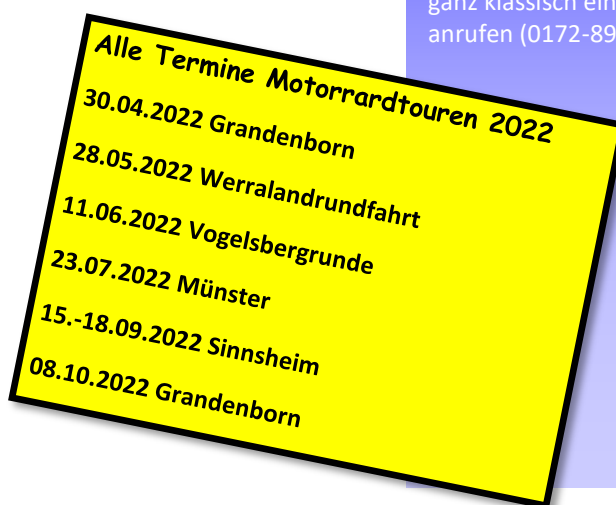 ganz klassisch ein
anrufen (0172-89
Alle Termine Motorrardtouren 2022
30.04.2022 Grandenborn
28.05.2022 Werralandrundfahrt
11.06.2022 Vogelsbergrunde
23.07.2022 Münster
15.-18.09.2022 Sinnsheim
08.10.2022 Grandenborn